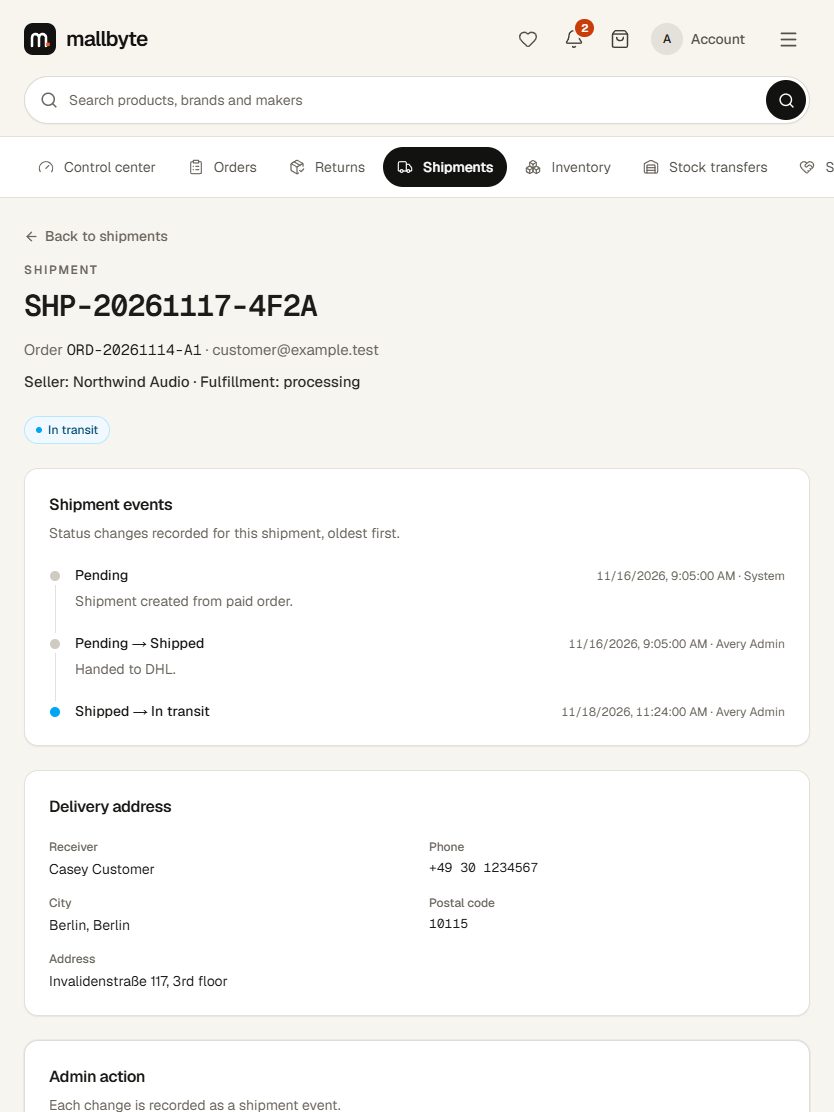 m.
mallbyte
2
A
Account
Search products, brands and makers
Control center
Orders
Returns
Shipments
Inventory
Stock transfers
S
Back to shipments
SHIPMENT
SHP-20261117-4F2A
Order ORD-20261114-A1 · customer@example.test
Seller: Northwind Audio · Fulfillment: processing
In transit
Shipment events
Status changes recorded for this shipment, oldest first.
Pending
11/16/2026, 9:05:00 AM · System
Shipment created from paid order.
Pending → Shipped
11/16/2026, 9:05:00 AM · Avery Admin
Handed to DHL.
Shipped → In transit
11/18/2026, 11:24:00 AM · Avery Admin
Delivery address
Receiver
Casey Customer
Phone
+49 30 1234567
City
Berlin, Berlin
Postal code
10115
Address
Invalidenstraße 117, 3rd floor
Admin action
Each change is recorded as a shipment event.